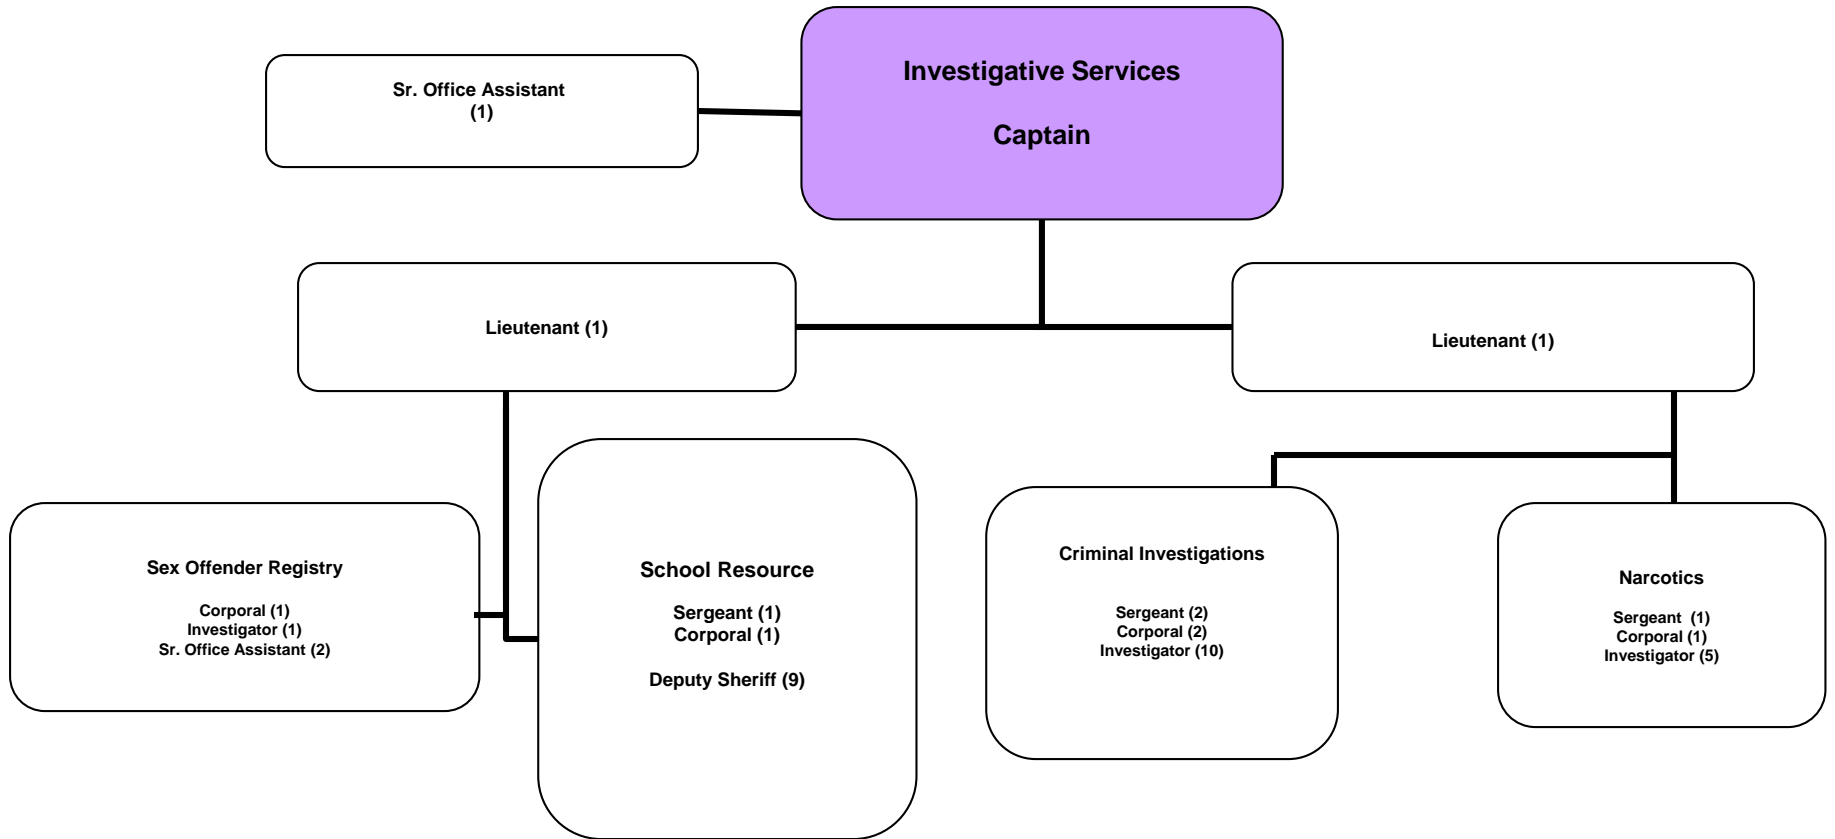 Investigative Services
Captain
Sr. Office Assistant
(1)
Lieutenant (1)
Lieutenant (1)
Sex Offender Registry
Corporal (1)
Investigator (1)
Sr. Office Assistant (2)
School Resource
Sergeant (1)
Corporal (1)
Deputy Sheriff (9)
Criminal Investigations
Sergeant (2)
Corporal (2)
Investigator (10)
Narcotics
Sergeant  (1)
Corporal (1)
Investigator (5)